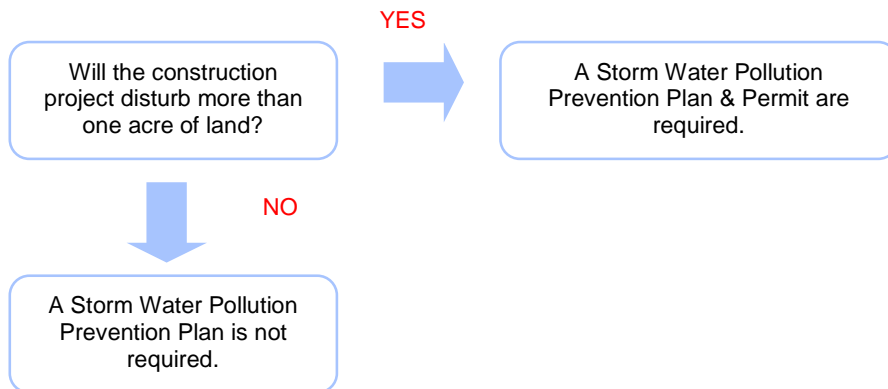 YES
Will the construction
project disturb more than
one acre of land?
A Storm Water Pollution
Prevention Plan & Permit are
required.
NO
A Storm Water Pollution
Prevention Plan is not
required.